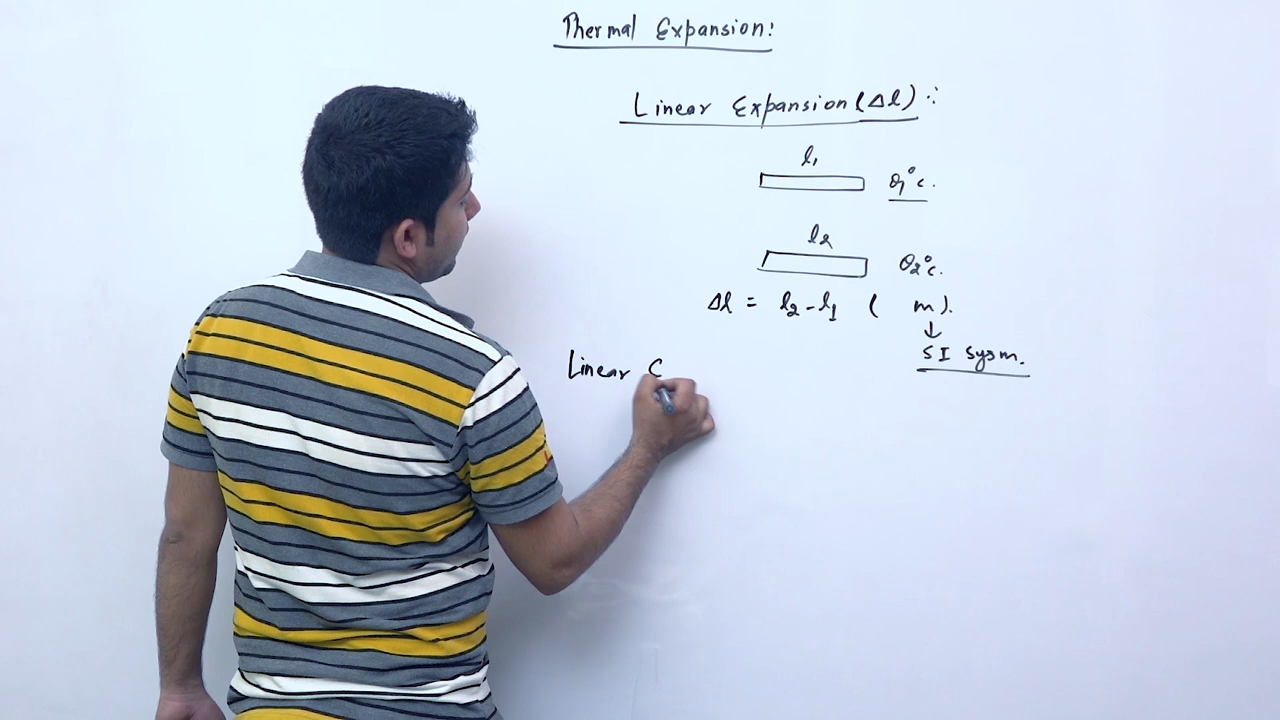 Thermal Expansion:
Linear Expansion (Δl) :
l₁
θ₁°c.
l₂
θ₂°c.
Δl = l₂ - l₁ ( m).
↓
SI sysm.
Linear C